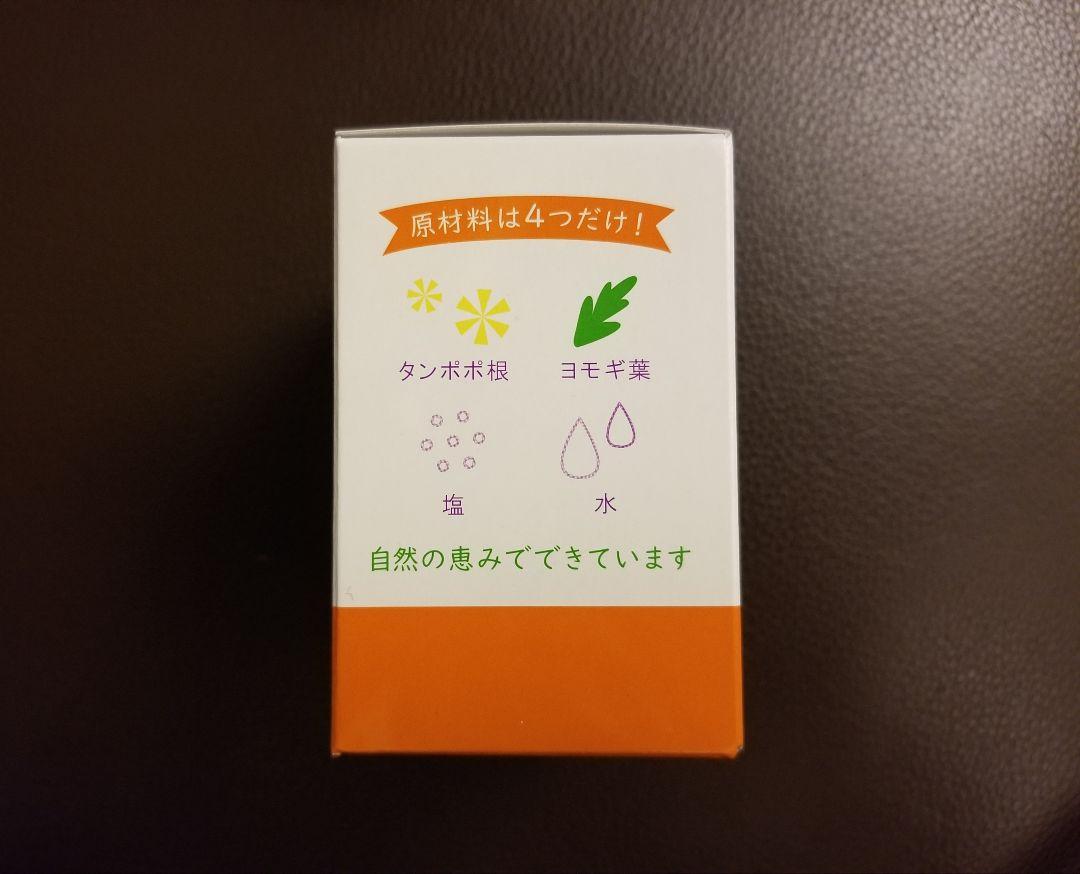 原材料は4つだけ!
タンポポ根 ヨモギ葉
塩 水
自然の恵みでできています